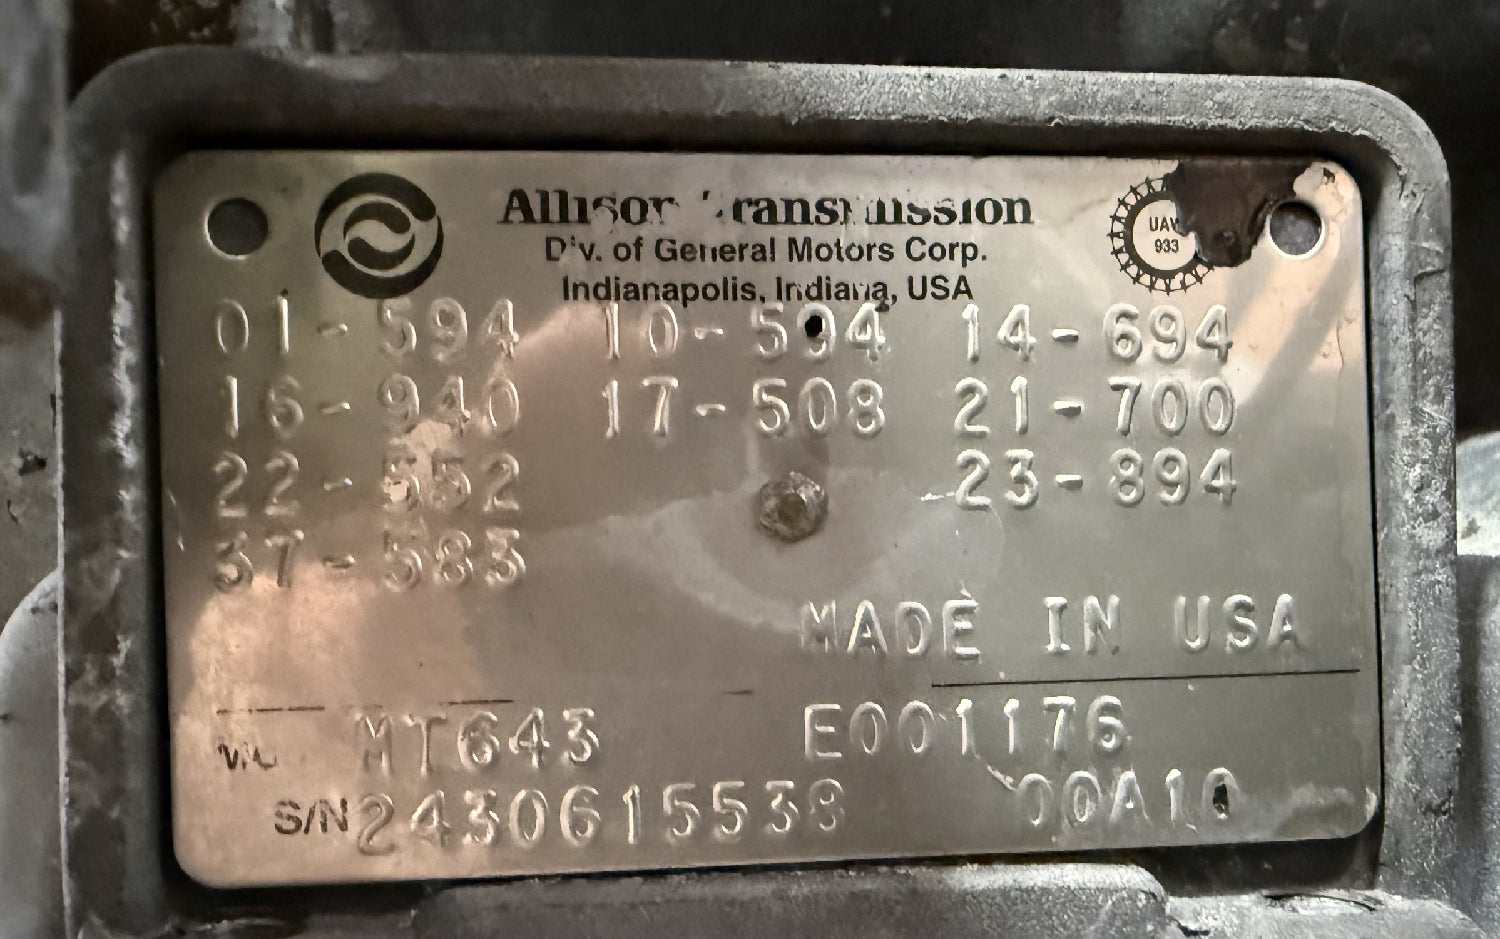 Allison Transmission
Div. of General Motors Corp.
Indianapolis, Indiana, USA
UAW
933
01-594 10-594 14-694
16-940 17-508 21-700
22-552 23-894
37-583
MADE IN USA
MT643 E001176
S/N 2430615538 00A10